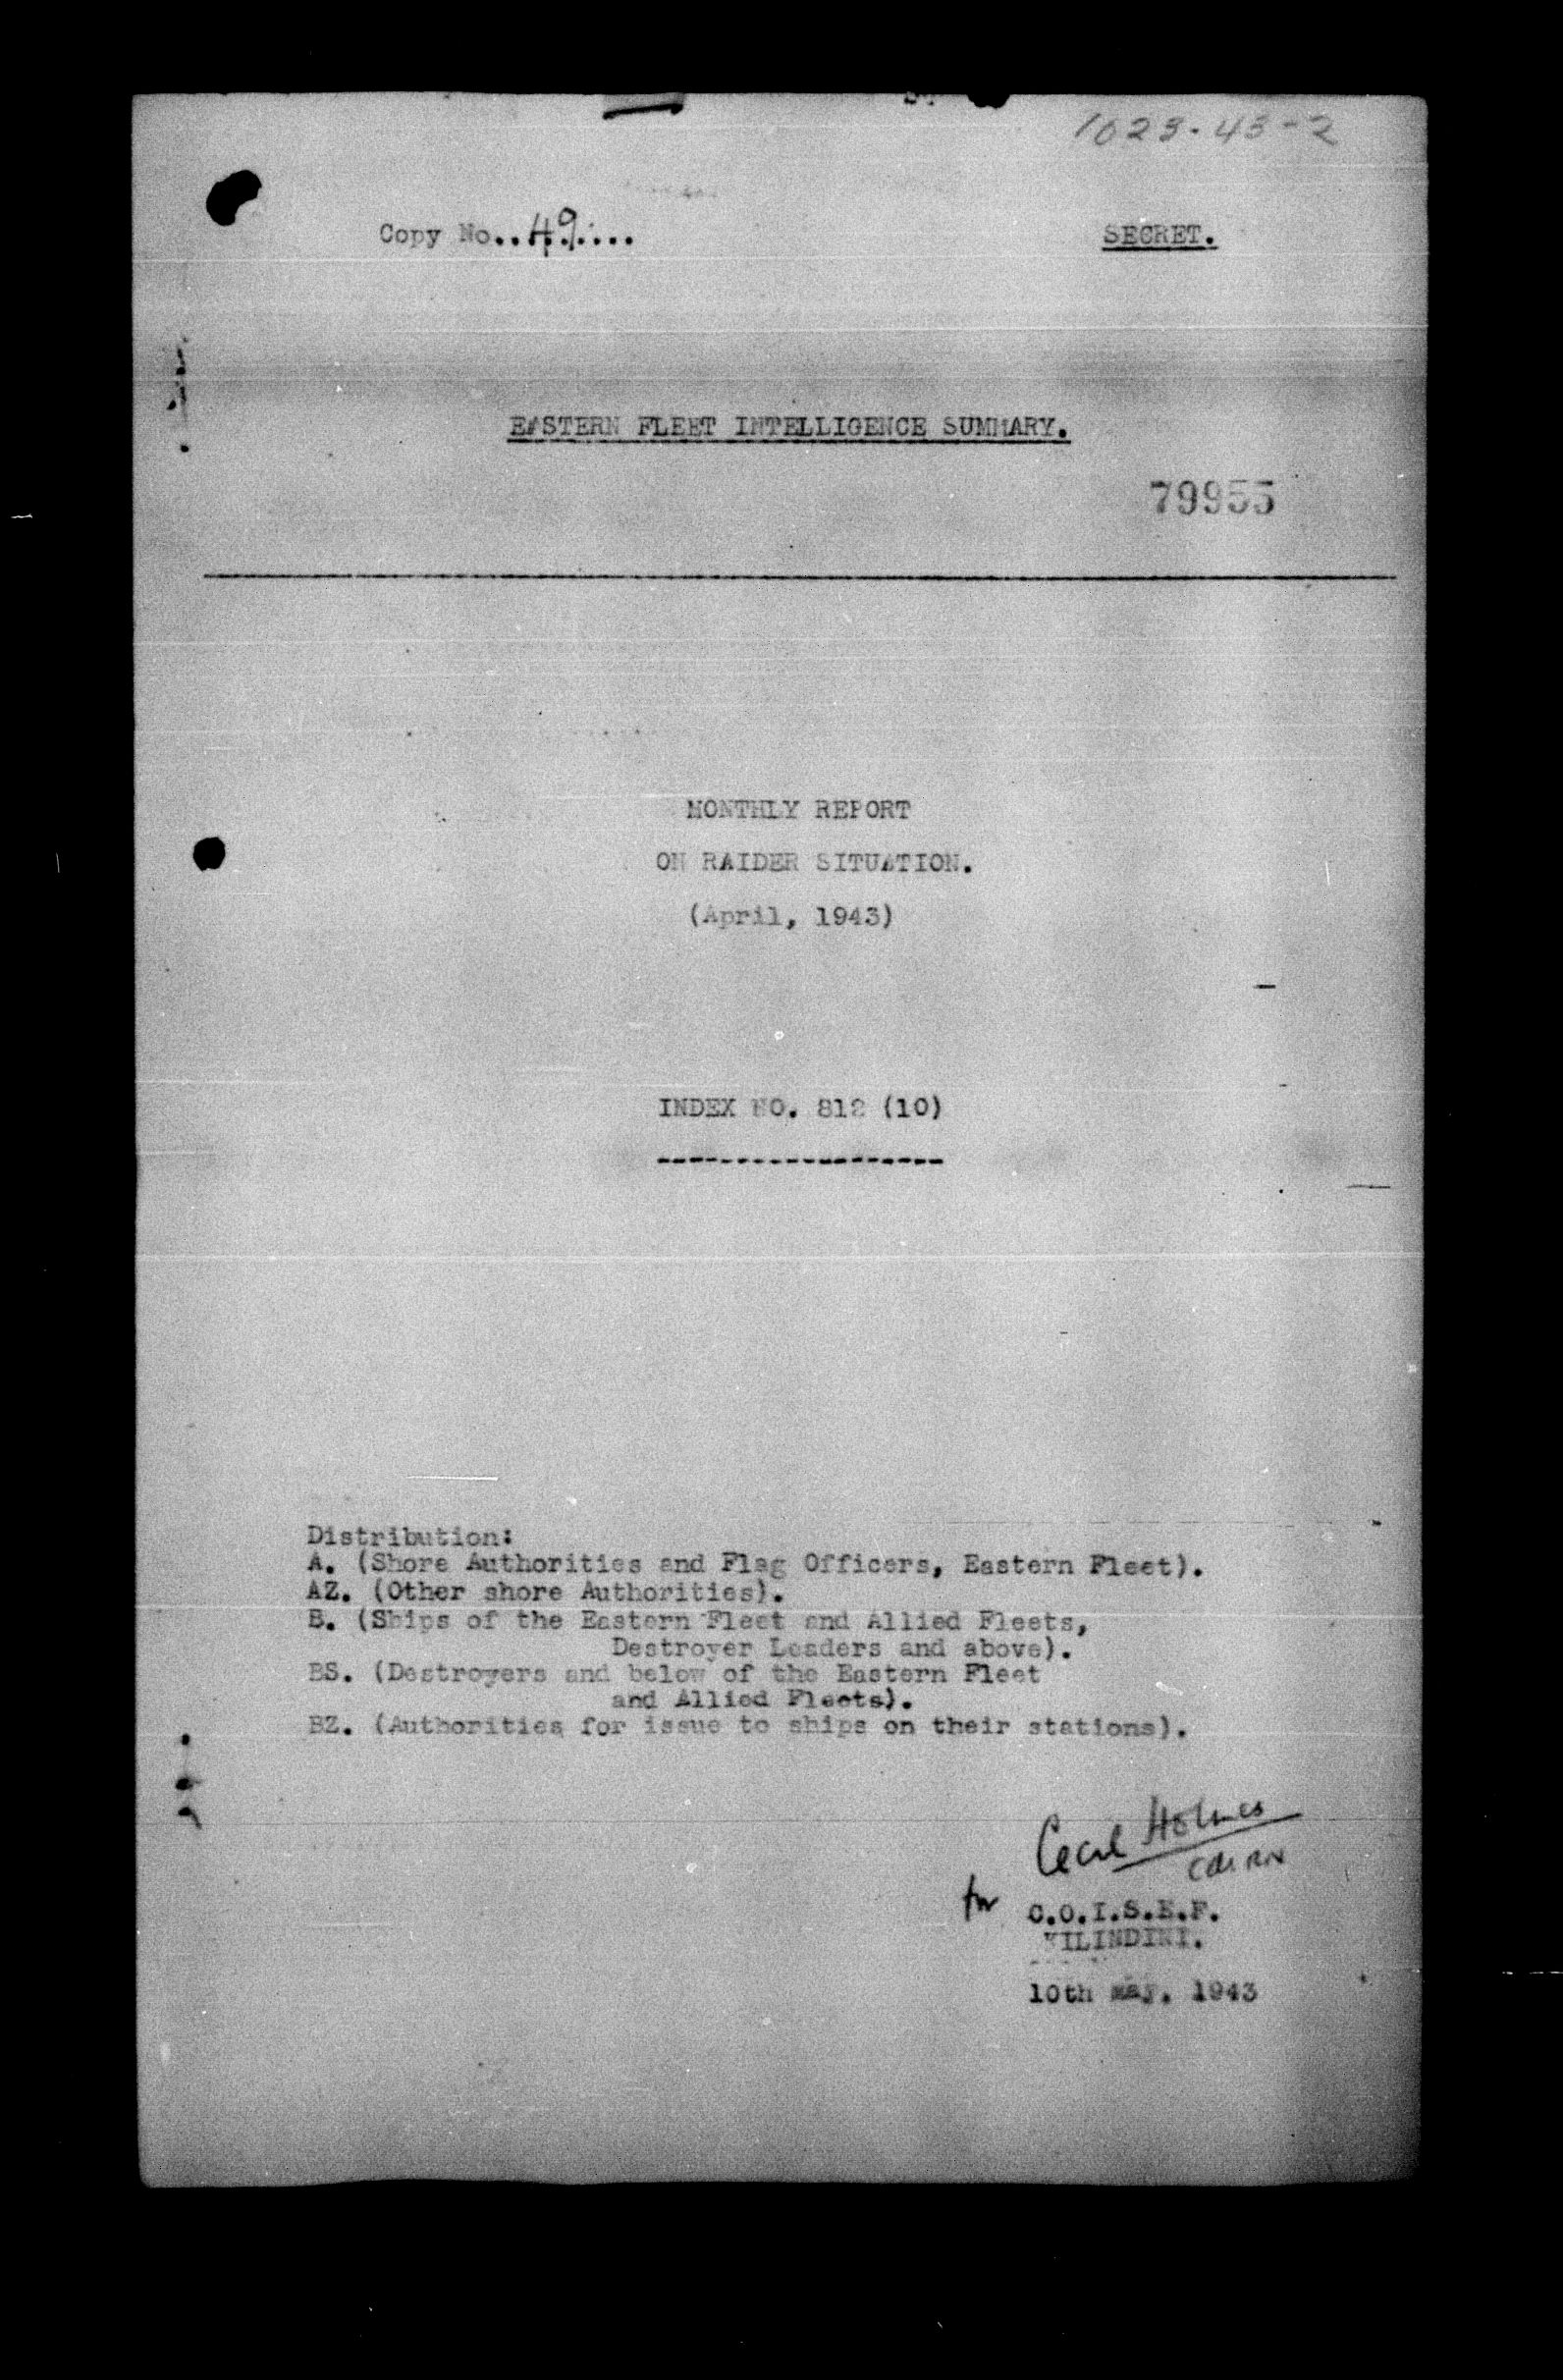 1023-43-2
Copy No..49....
SECRET.
EASTERN FLEET INTELLIGENCE SUMMARY.
79955
MONTHLY REPORT
ON RAIDER SITUATION.
(April, 1943)
INDEX NO. 812 (10)
Distribution:
A. (Shore Authorities and Flag Officers, Eastern Fleet).
AZ. (Other shore Authorities).
B. (Ships of the Eastern Fleet and Allied Fleets,
Destroyer Leaders and above).
BS. (Destroyers and below of the Eastern Fleet
and Allied Fleets).
BZ. (Authorities for issue to ships on their stations).
Cecil Holmes
Cdr RN
for C.O.I.S.E.F.
KILINDINI.
10th May. 1943